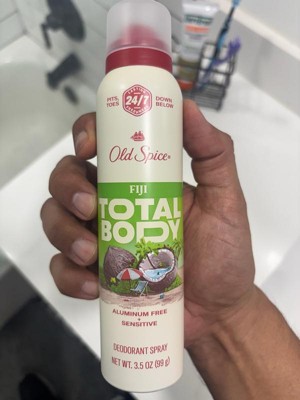 PITS, TOES
24/7
DOWN BELOW
Old Spice®
FIJI
TOTAL
BODY
ALUMINUM FREE
+
SENSITIVE
DEODORANT SPRAY
NET WT. 3.5 OZ (99 g)